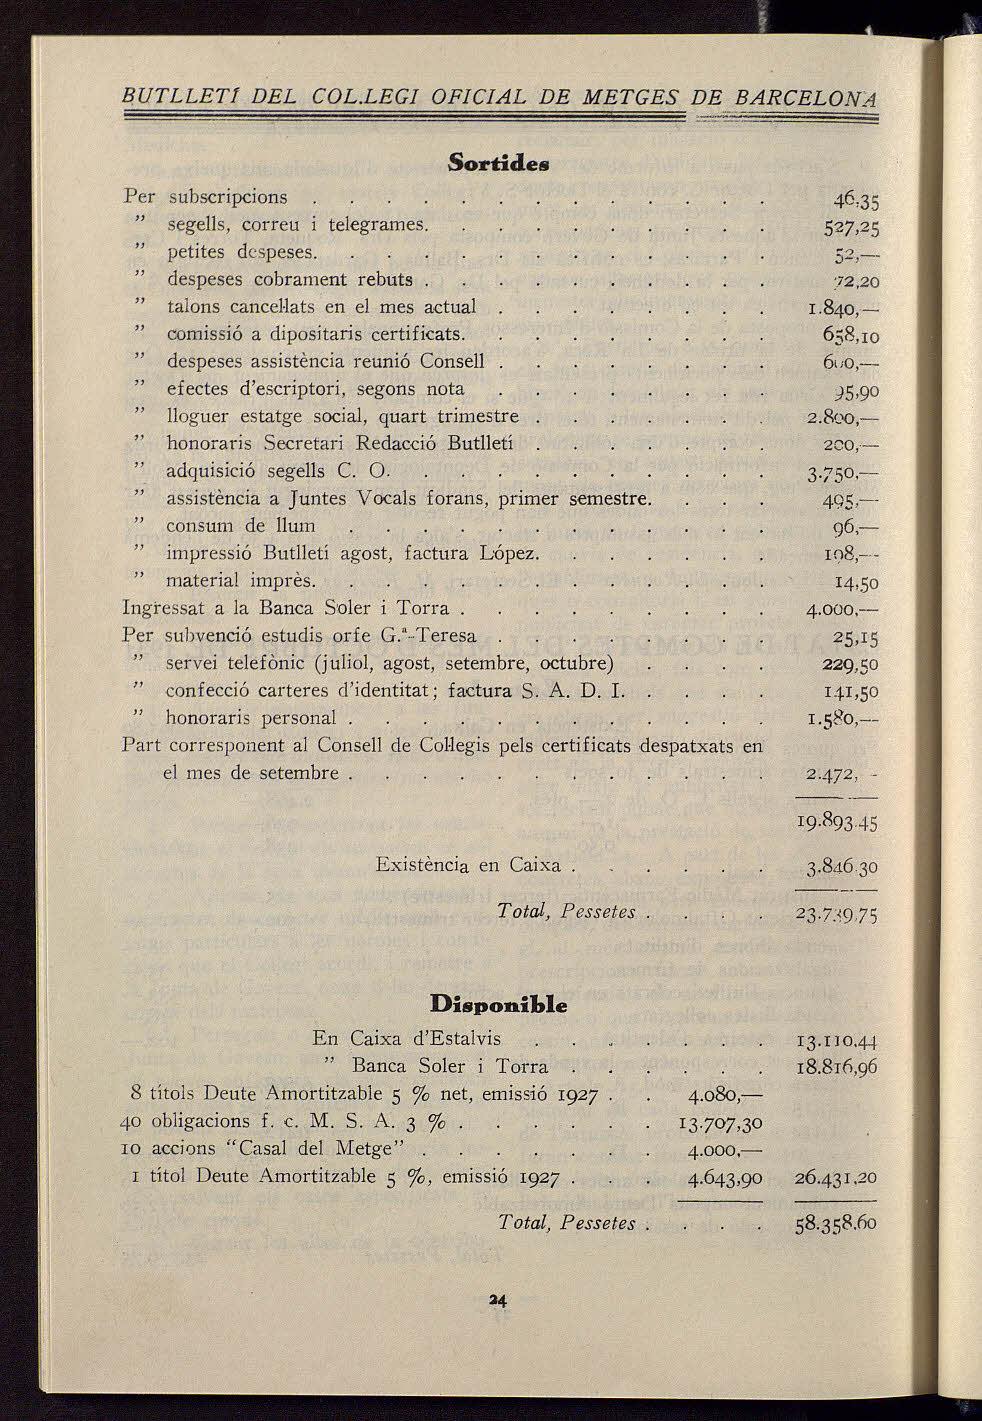 BUTLLETÍ DEL COL.LEGI OFICIAL DE METGES DE BARCELONA
Sortides
Per subscripcions . . . . . . . . . . . . . 46,35
" segells, correu i telegrames. . . . . . . . . . 527,25
" petites despeses. . . . . . . . . . . . . 52,—
" despeses cobrament rebuts . . . . . . . . . . 72,20
" talons cancel·lats en el mes actual . . . . . . . . 1.840,—
" comissió a dipositaris certificats. . . . . . . . . 658,10
" despeses assistència reunió Consell . . . . . . . . 600,—
" efectes d'escriptori, segons nota . . . . . . . . 95,90
" lloguer estatge social, quart trimestre . . . . . . . 2.800,—
" honoraris Secretari Redacció Butlletí . . . . . . . 200,—
" adquisició segells C. O. . . . . . . . . . . 3.750,—
" assistència a Juntes Vocals forans, primer semestre. . . . 495,—
" consum de llum . . . . . . . . . . . . 96,—
" impressió Butlletí agost, factura López. . . . . . . 108,—
" material imprès. . . . . . . . . . . . . 14,50
Ingressat a la Banca Soler i Torra . . . . . . . . . 4.000,—
Per subvenció estudis orfe G.ª-Teresa . . . . . . . . 25,15
" servei telefònic (juliol, agost, setembre, octubre) . . . . 229,50
" confecció carteres d'identitat; factura S. A. D. I. . . . . 141,50
" honoraris personal . . . . . . . . . . . . 1.580,—
Part corresponent al Consell de Col·legis pels certificats despatxats en
el mes de setembre . . . . . . . . . . . . 2.472, -
19.893.45
Existència en Caixa . . . . . . 3.846.30
Total, Pessetes . . . . 23.739,75
Disponible
En Caixa d'Estalvis . . . . . . . 13.110,44
" Banca Soler i Torra . . . . . . 18.816,96
8 títols Deute Amortitzable 5 % net, emissió 1927 . . 4.080,—
40 obligacions f. c. M. S. A. 3 % . . . . . . 13.707,30
10 accions "Casal del Metge" . . . . . . . 4.000,—
1 títol Deute Amortitzable 5 %, emissió 1927 . . . 4.643,90 26.431,20
Total, Pessetes . . . . 58.358.60
24